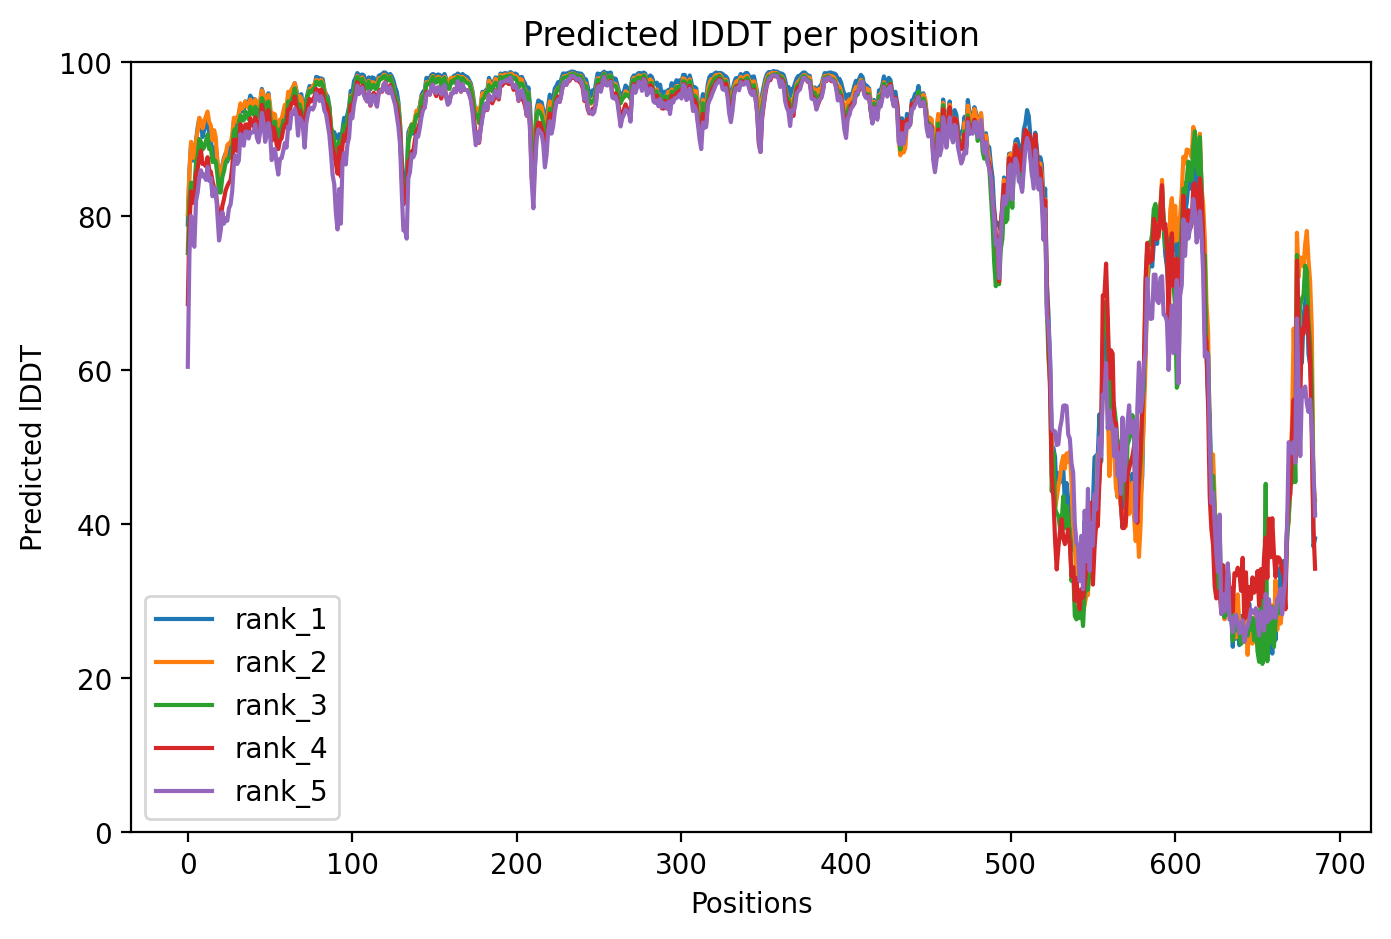 Predicted lDDT per position
100
80
60
40
20
0
Predicted lDDT
rank_1
rank_2
rank_3
rank_4
rank_5
0 100 200 300 400 500 600 700
Positions